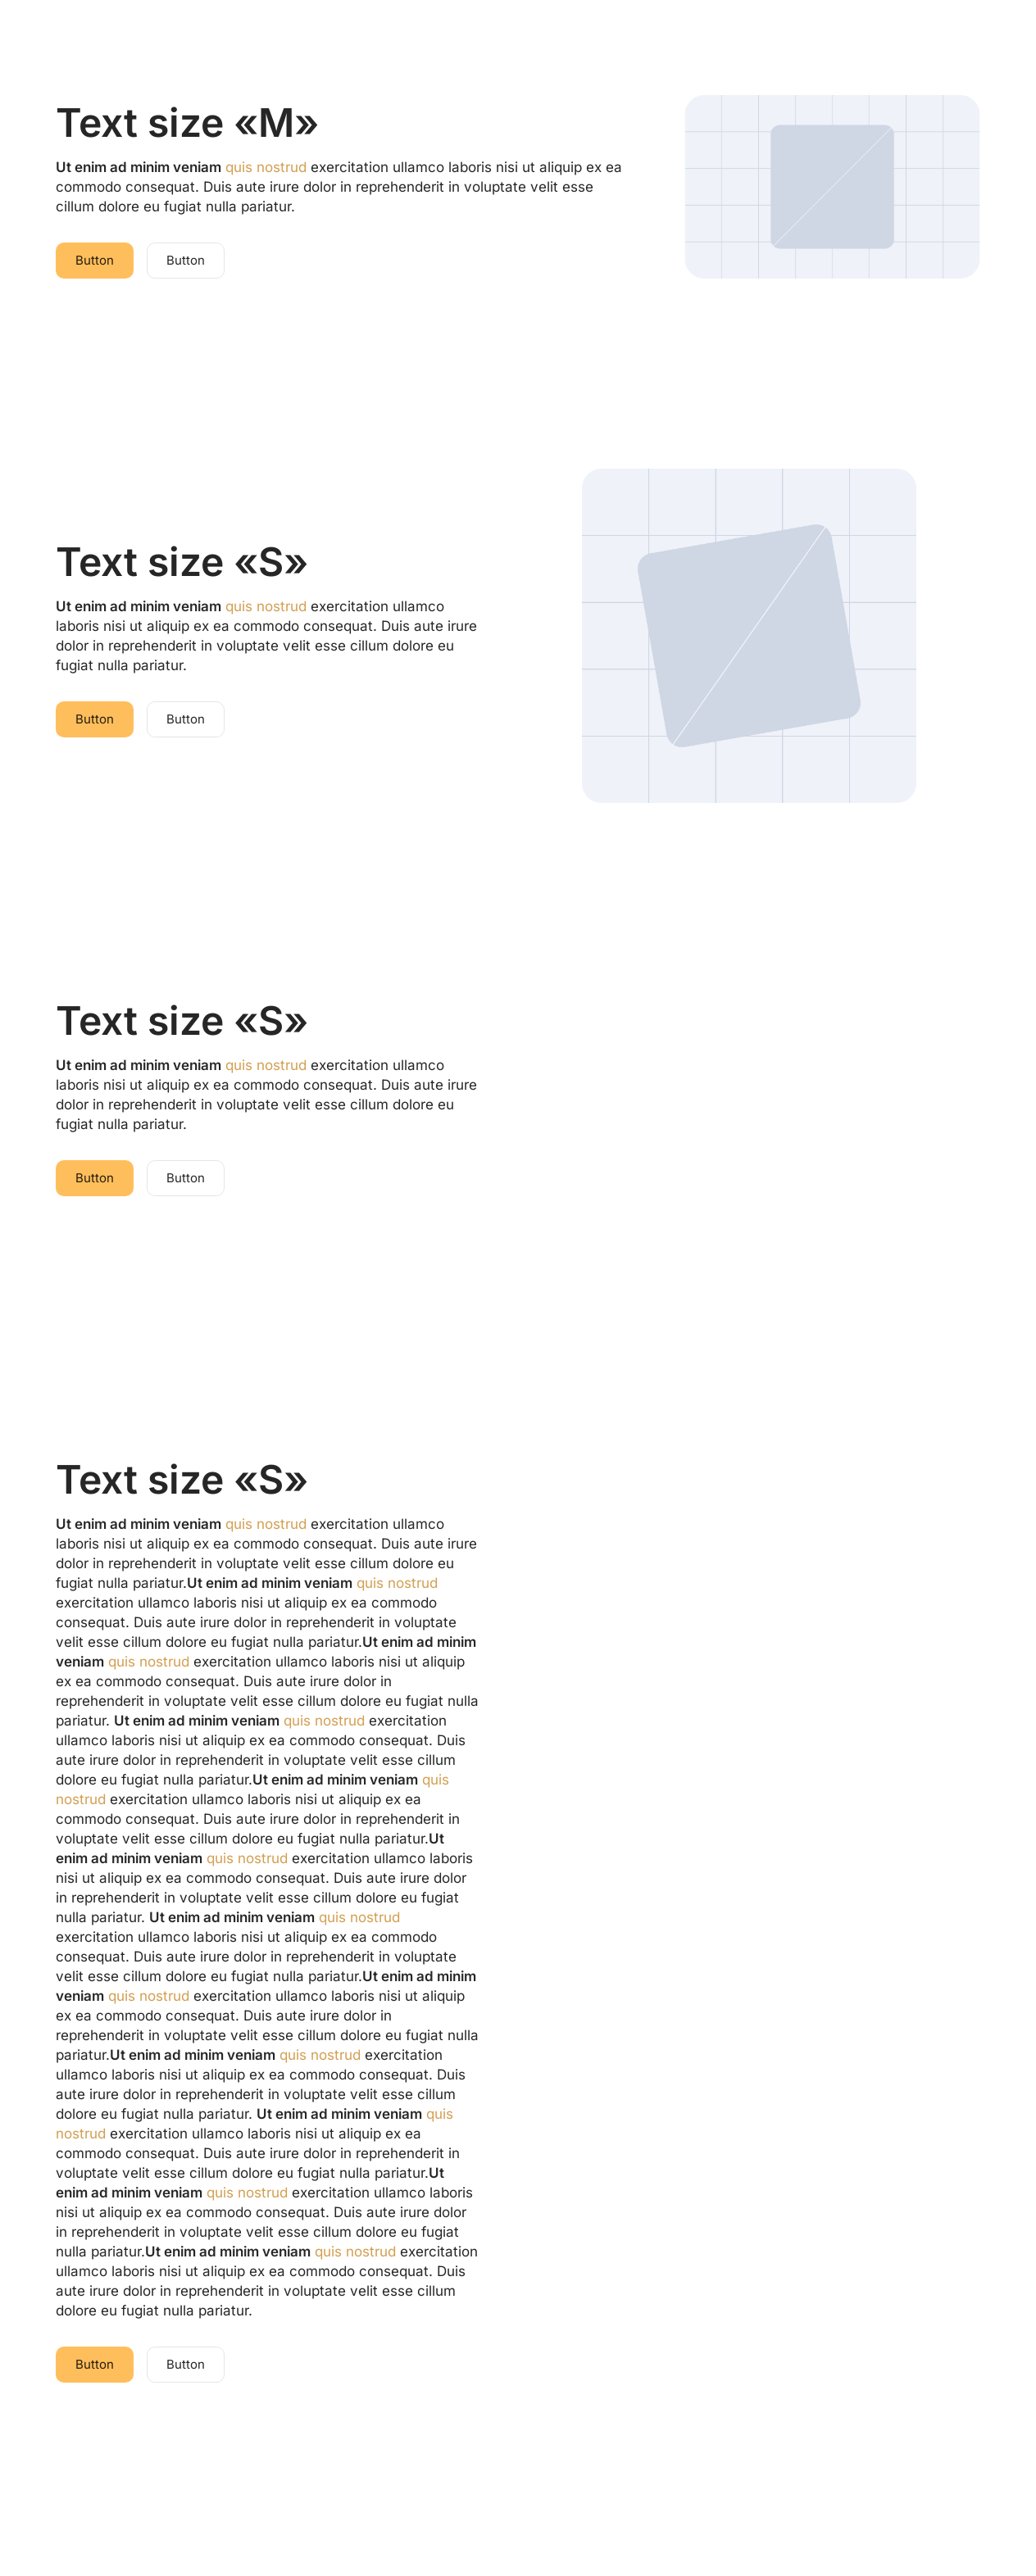 Text size «M»
Ut enim ad minim veniam quis nostrud exercitation ullamco laboris nisi ut aliquip ex ea
commodo consequat. Duis aute irure dolor in reprehenderit in voluptate velit esse
cillum dolore eu fugiat nulla pariatur.
Button Button
Text size «S»
Ut enim ad minim veniam quis nostrud exercitation ullamco
laboris nisi ut aliquip ex ea commodo consequat. Duis aute irure
dolor in reprehenderit in voluptate velit esse cillum dolore eu
fugiat nulla pariatur.
Button Button
Text size «S»
Ut enim ad minim veniam quis nostrud exercitation ullamco
laboris nisi ut aliquip ex ea commodo consequat. Duis aute irure
dolor in reprehenderit in voluptate velit esse cillum dolore eu
fugiat nulla pariatur.
Button Button
Text size «S»
Ut enim ad minim veniam quis nostrud exercitation ullamco
laboris nisi ut aliquip ex ea commodo consequat. Duis aute irure
dolor in reprehenderit in voluptate velit esse cillum dolore eu
fugiat nulla pariatur.Ut enim ad minim veniam quis nostrud
exercitation ullamco laboris nisi ut aliquip ex ea commodo
consequat. Duis aute irure dolor in reprehenderit in voluptate
velit esse cillum dolore eu fugiat nulla pariatur.Ut enim ad minim
veniam quis nostrud exercitation ullamco laboris nisi ut aliquip
ex ea commodo consequat. Duis aute irure dolor in
reprehenderit in voluptate velit esse cillum dolore eu fugiat nulla
pariatur. Ut enim ad minim veniam quis nostrud exercitation
ullamco laboris nisi ut aliquip ex ea commodo consequat. Duis
aute irure dolor in reprehenderit in voluptate velit esse cillum
dolore eu fugiat nulla pariatur.Ut enim ad minim veniam quis
nostrud exercitation ullamco laboris nisi ut aliquip ex ea
commodo consequat. Duis aute irure dolor in reprehenderit in
voluptate velit esse cillum dolore eu fugiat nulla pariatur.Ut
enim ad minim veniam quis nostrud exercitation ullamco laboris
nisi ut aliquip ex ea commodo consequat. Duis aute irure dolor
in reprehenderit in voluptate velit esse cillum dolore eu fugiat
nulla pariatur. Ut enim ad minim veniam quis nostrud
exercitation ullamco laboris nisi ut aliquip ex ea commodo
consequat. Duis aute irure dolor in reprehenderit in voluptate
velit esse cillum dolore eu fugiat nulla pariatur.Ut enim ad minim
veniam quis nostrud exercitation ullamco laboris nisi ut aliquip
ex ea commodo consequat. Duis aute irure dolor in
reprehenderit in voluptate velit esse cillum dolore eu fugiat nulla
pariatur.Ut enim ad minim veniam quis nostrud exercitation
ullamco laboris nisi ut aliquip ex ea commodo consequat. Duis
aute irure dolor in reprehenderit in voluptate velit esse cillum
dolore eu fugiat nulla pariatur. Ut enim ad minim veniam quis
nostrud exercitation ullamco laboris nisi ut aliquip ex ea
commodo consequat. Duis aute irure dolor in reprehenderit in
voluptate velit esse cillum dolore eu fugiat nulla pariatur.Ut
enim ad minim veniam quis nostrud exercitation ullamco laboris
nisi ut aliquip ex ea commodo consequat. Duis aute irure dolor
in reprehenderit in voluptate velit esse cillum dolore eu fugiat
nulla pariatur.Ut enim ad minim veniam quis nostrud exercitation
ullamco laboris nisi ut aliquip ex ea commodo consequat. Duis
aute irure dolor in reprehenderit in voluptate velit esse cillum
dolore eu fugiat nulla pariatur.
Button Button